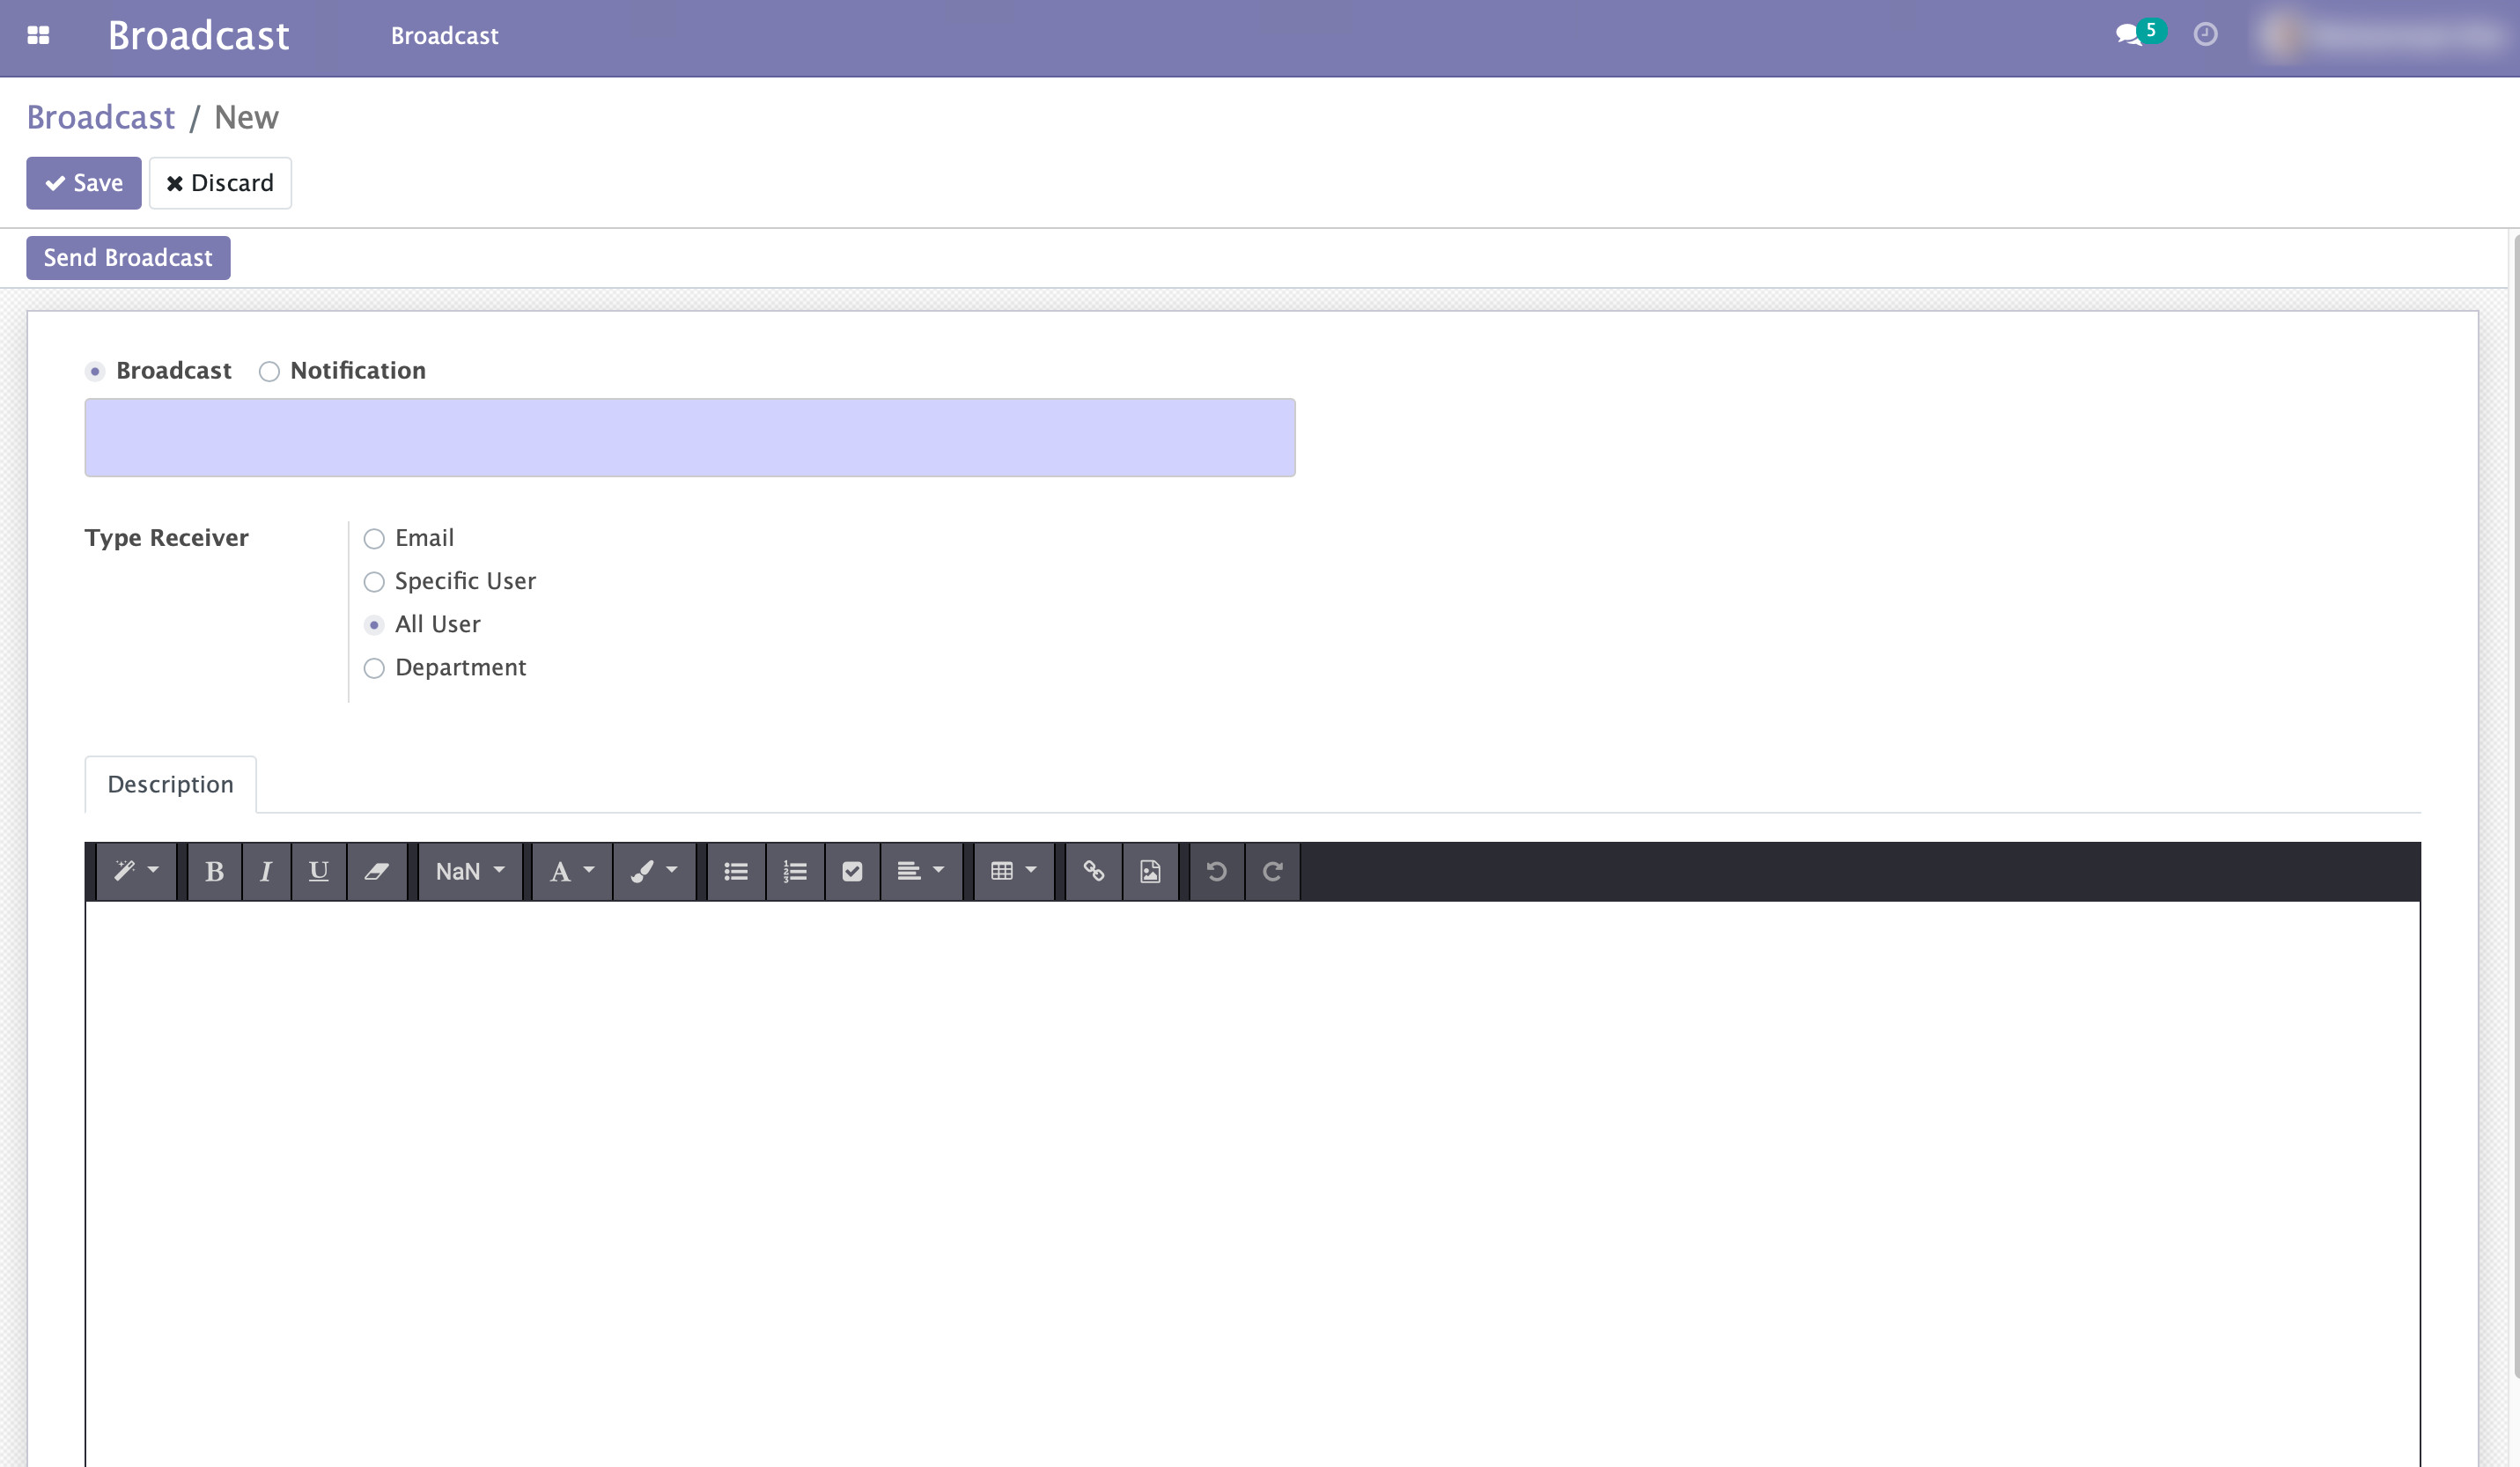 Broadcast Broadcast 5
Broadcast / New
Save Discard
Send Broadcast
Broadcast Notification
Type Receiver
Email
Specific User
All User
Department
Description
B I U NaN A